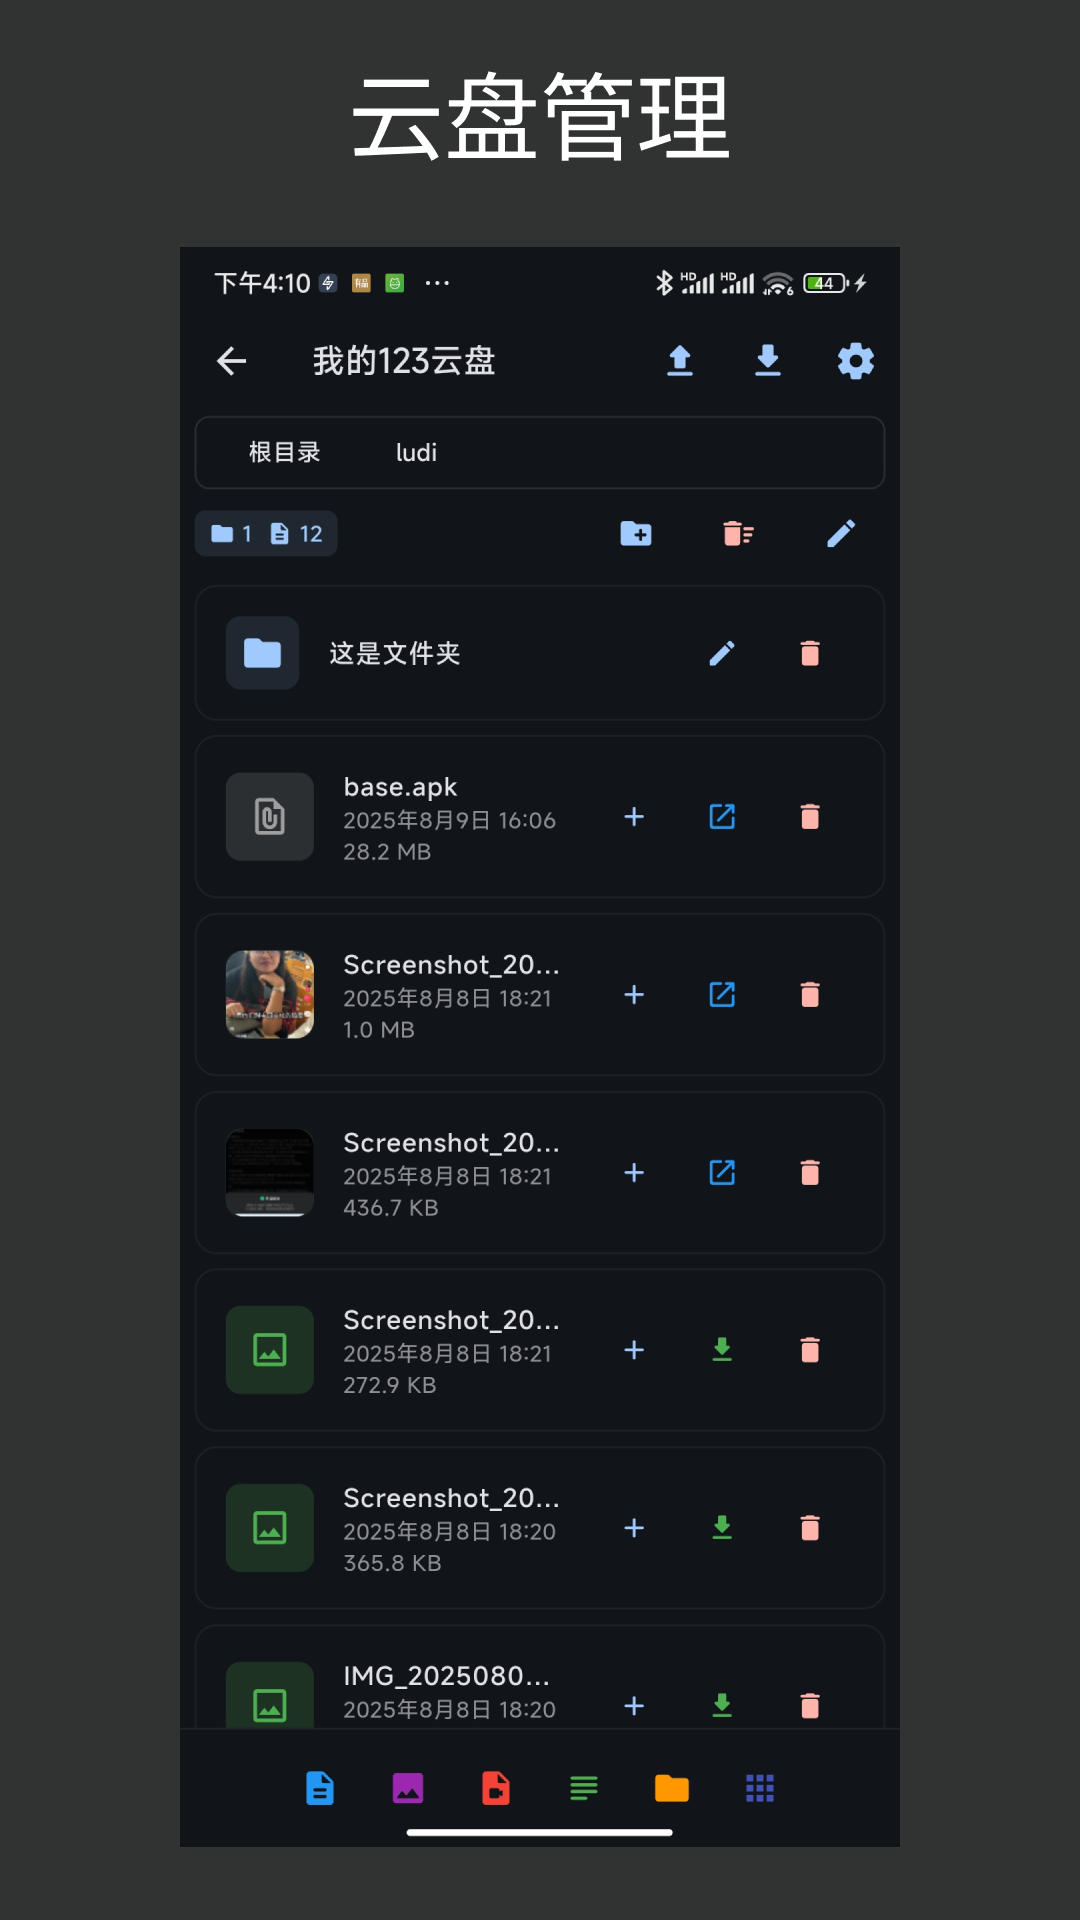 云盘管理
下午4:10
HD HD 6 44
我的123云盘
根目录 ludi
1 12
这是文件夹
base.apk
2025年8月9日 16:06
28.2 MB
Screenshot_20...
2025年8月8日 18:21
1.0 MB
Screenshot_20...
2025年8月8日 18:21
436.7 KB
Screenshot_20...
2025年8月8日 18:21
272.9 KB
Screenshot_20...
2025年8月8日 18:20
365.8 KB
IMG_2025080...
2025年8月8日 18:20